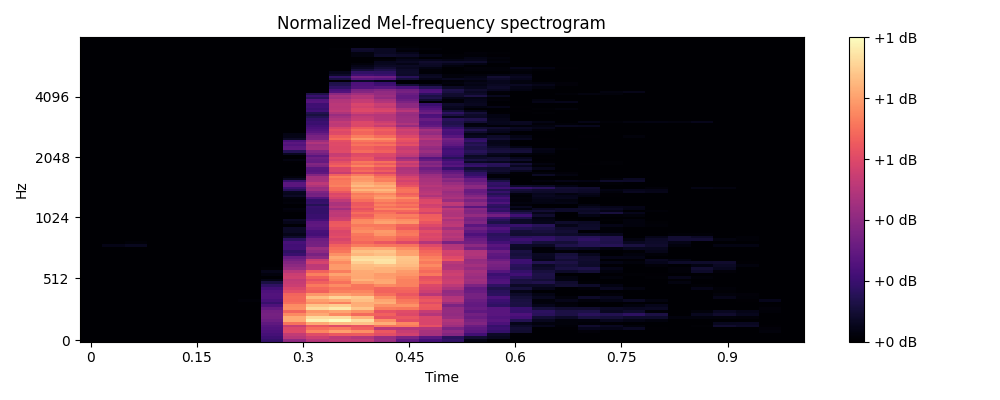 Normalized Mel-frequency spectrogram
+1 dB
4096
+1 dB
2048
+1 dB
Hz
1024
+0 dB
512
+0 dB
0
+0 dB
0 0.15 0.3 0.45 0.6 0.75 0.9
Time